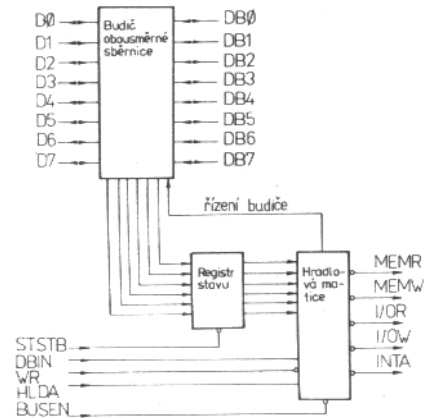 DØ
D1
D2
D3
D4
D5
D6
D7
Budič
obousměrné
sběrnice
DBØ
DB1
DB2
DB3
DB4
DB5
DB6
DB7
řízení budiče
Registr
stavu
Hradlo-
vá ma-
tice
MEMR
MEMW
I/OR
I/OW
INTA
STSTB
DBIN
WR
HLDA
BUSEN